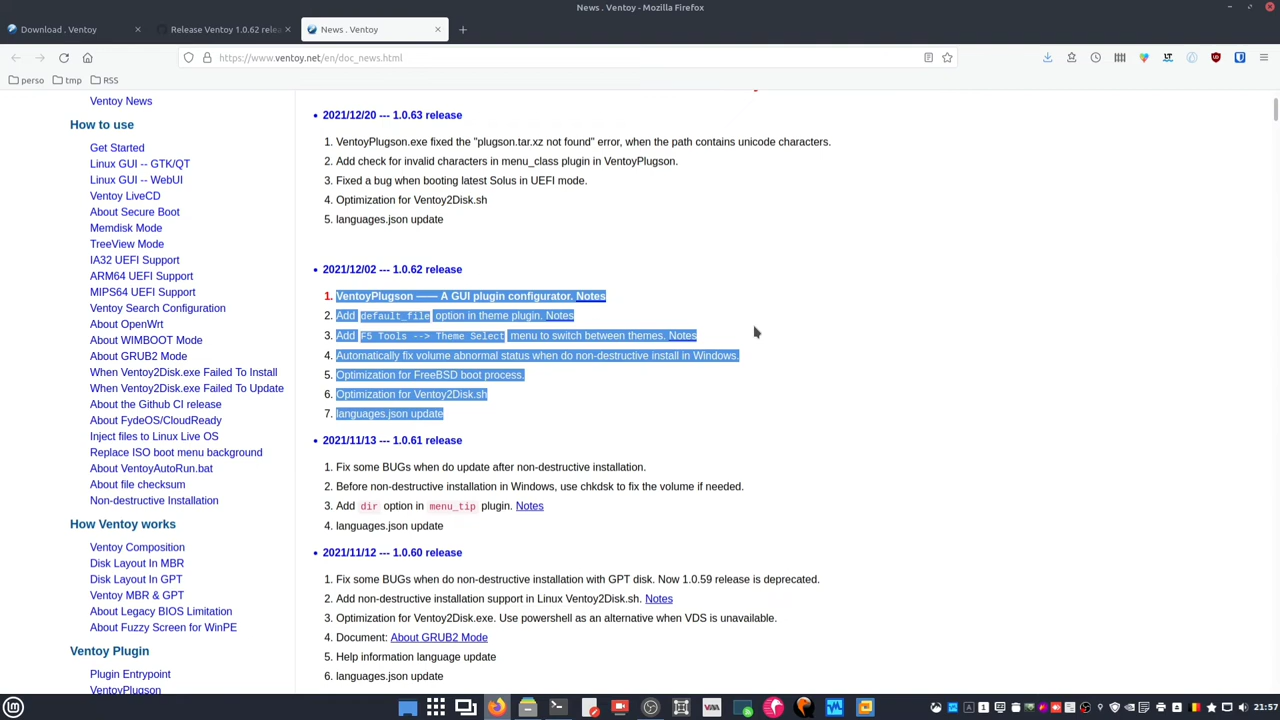 News . Ventoy - Mozilla Firefox
Download . Ventoy
Release Ventoy 1.0.62 rele
News . Ventoy
https://www.ventoy.net/en/doc_news.html
perso
tmp
RSS
Ventoy News
How to use
Get Started
Linux GUI -- GTK/QT
Linux GUI -- WebUI
Ventoy LiveCD
About Secure Boot
Memdisk Mode
TreeView Mode
IA32 UEFI Support
ARM64 UEFI Support
MIPS64 UEFI Support
Ventoy Search Configuration
About OpenWrt
About WIMBOOT Mode
About GRUB2 Mode
When Ventoy2Disk.exe Failed To Install
When Ventoy2Disk.exe Failed To Update
About the Github CI release
About FydeOS/CloudReady
Inject files to Linux Live OS
Replace ISO boot menu background
About VentoyAutoRun.bat
About file checksum
Non-destructive Installation
How Ventoy works
Ventoy Composition
Disk Layout In MBR
Disk Layout In GPT
Ventoy MBR & GPT
About Legacy BIOS Limitation
About Fuzzy Screen for WinPE
Ventoy Plugin
Plugin Entrypoint
VentoyPlugson
• 2021/12/20 --- 1.0.63 release
1. VentoyPlugson.exe fixed the "plugson.tar.xz not found" error, when the path contains unicode characters.
2. Add check for invalid characters in menu_class plugin in VentoyPlugson.
3. Fixed a bug when booting latest Solus in UEFI mode.
4. Optimization for Ventoy2Disk.sh
5. languages.json update
• 2021/12/02 --- 1.0.62 release
1. VentoyPlugson —— A GUI plugin configurator. Notes
2. Add default_file option in theme plugin. Notes
3. Add F5 Tools --> Theme Select menu to switch between themes. Notes
4. Automatically fix volume abnormal status when do non-destructive install in Windows.
5. Optimization for FreeBSD boot process.
6. Optimization for Ventoy2Disk.sh
7. languages.json update
• 2021/11/13 --- 1.0.61 release
1. Fix some BUGs when do update after non-destructive installation.
2. Before non-destructive installation in Windows, use chkdsk to fix the volume if needed.
3. Add dir option in menu_tip plugin. Notes
4. languages.json update
• 2021/11/12 --- 1.0.60 release
1. Fix some BUGs when do non-destructive installation with GPT disk. Now 1.0.59 release is deprecated.
2. Add non-destructive installation support in Linux Ventoy2Disk.sh. Notes
3. Optimization for Ventoy2Disk.exe. Use powershell as an alternative when VDS is unavailable.
4. Document: About GRUB2 Mode
5. Help information language update
6. languages.json update
21:57